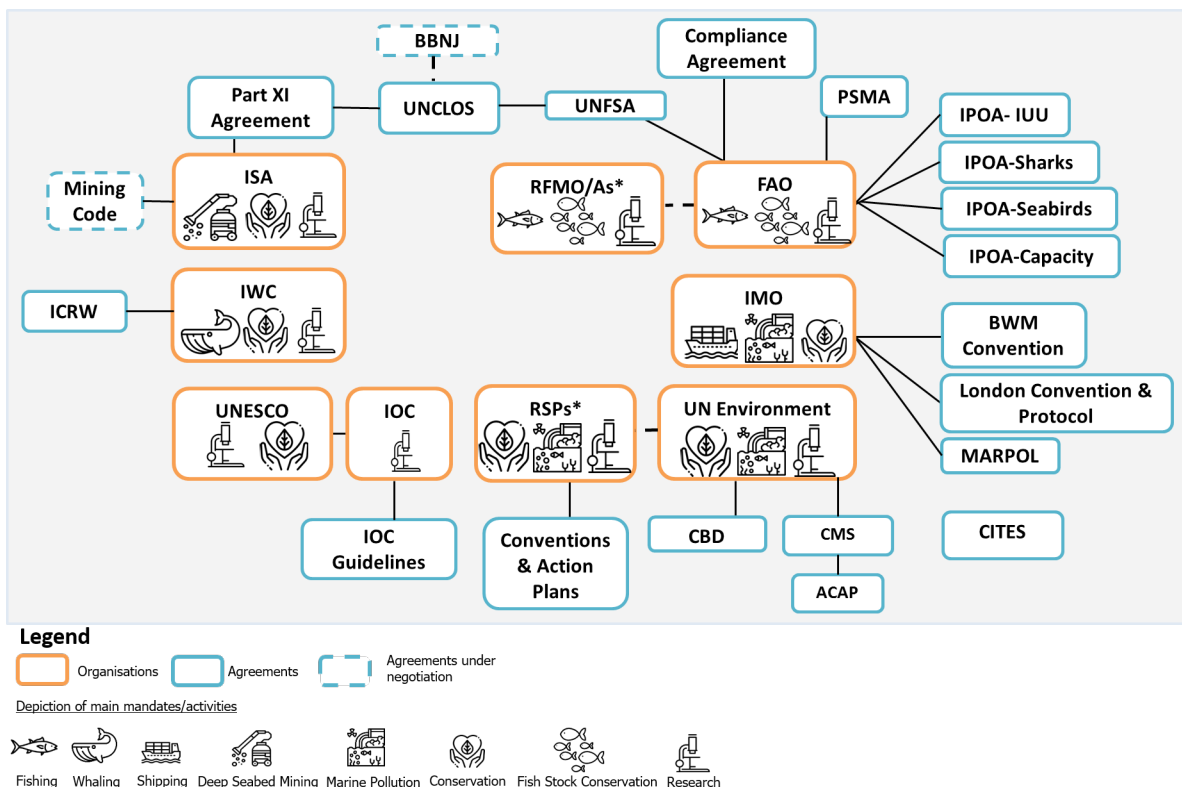 BBNJ
Compliance
Agreement
Part XI
Agreement
UNCLOS
UNFSA
PSMA
IPOA- IUU
IPOA-Sharks
IPOA-Seabirds
IPOA-Capacity
Mining
Code
ISA
RFMO/As*
FAO
ICRW
IWC
IMO
BWM
Convention
London Convention &
Protocol
MARPOL
UNESCO
IOC
RSPs*
UN Environment
IOC
Guidelines
Conventions
& Action
Plans
CBD
CMS
ACAP
CITES
Legend
Organisations
Agreements
Agreements under
negotiation
Depiction of main mandates/activities
Fishing
Whaling
Shipping
Deep Seabed Mining
Marine Pollution
Conservation
Fish Stock Conservation
Research